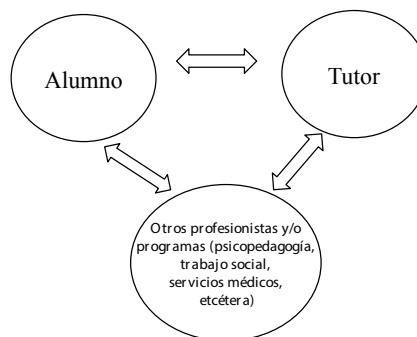 Alumno
Tutor
Otros profesionistas y/o
programas (psicopedagogía,
trabajo social,
servicios médicos,
etcétera)